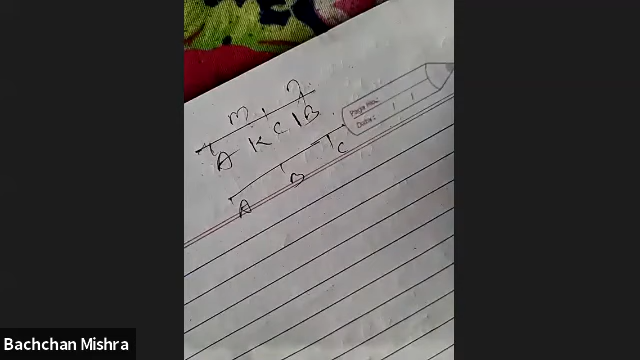 m n
A K C B
Page No.
Date:
A B C
Bachchan Mishra